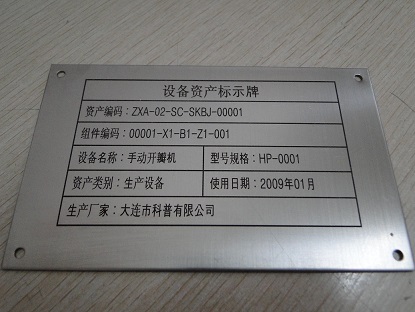 设备资产标示牌
资产编码：ZXA-02-SC-SKBJ-00001
组件编码：00001-X1-B1-Z1-001
设备名称：手动开瓣机 型号规格：HP-0001
资产类别：生产设备 使用日期：2009年01月
生产厂家：大连市科普有限公司